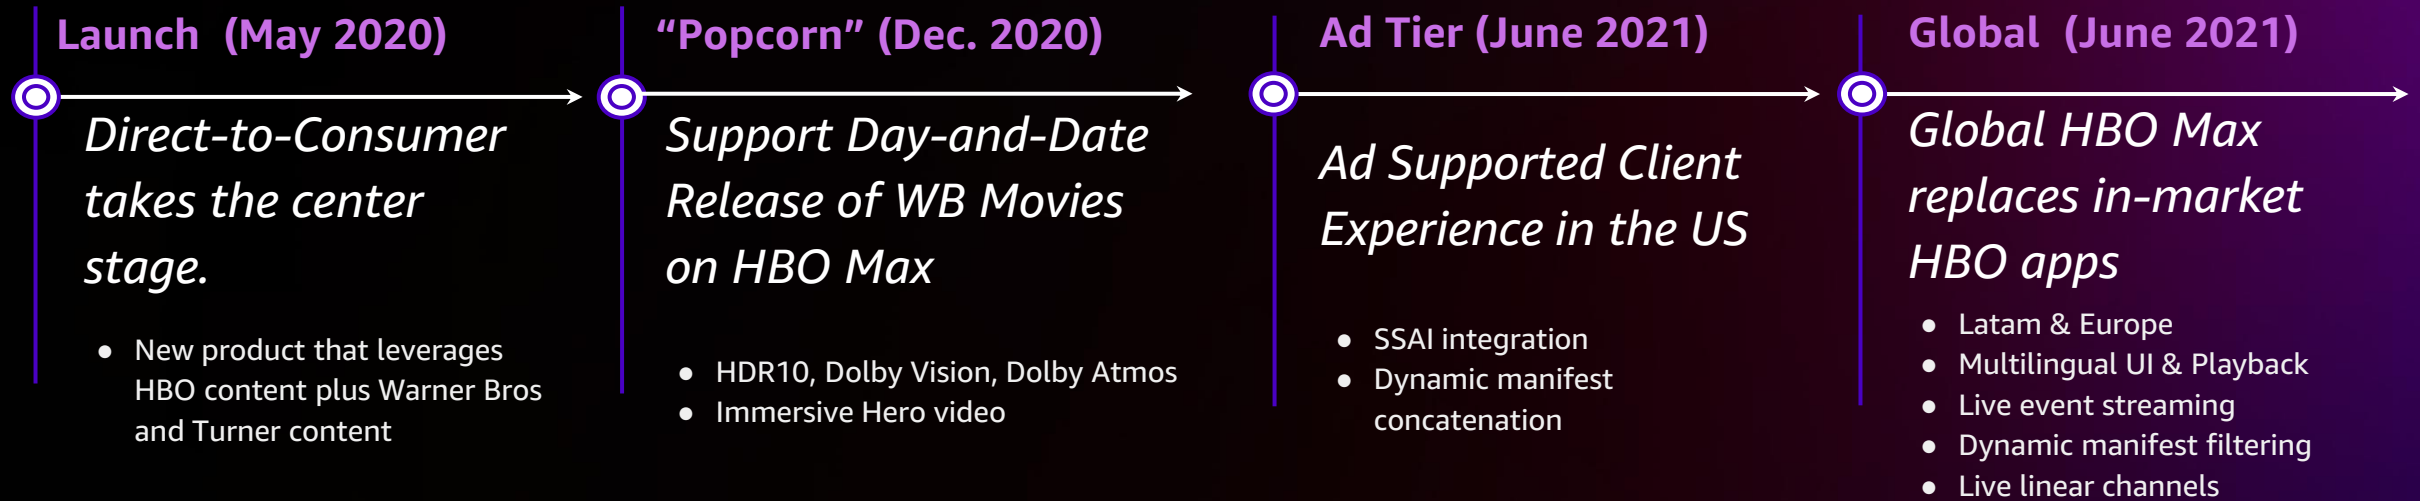 Launch (May 2020)
Direct-to-Consumer
takes the center
stage.
● New product that leverages
HBO content plus Warner Bros
and Turner content
“Popcorn” (Dec. 2020)
Support Day-and-Date
Release of WB Movies
on HBO Max
● HDR10, Dolby Vision, Dolby Atmos
● Immersive Hero video
Ad Tier (June 2021)
Ad Supported Client
Experience in the US
● SSAI integration
● Dynamic manifest
concatenation
Global (June 2021)
Global HBO Max
replaces in-market
HBO apps
● Latam & Europe
● Multilingual UI & Playback
● Live event streaming
● Dynamic manifest filtering
● Live linear channels